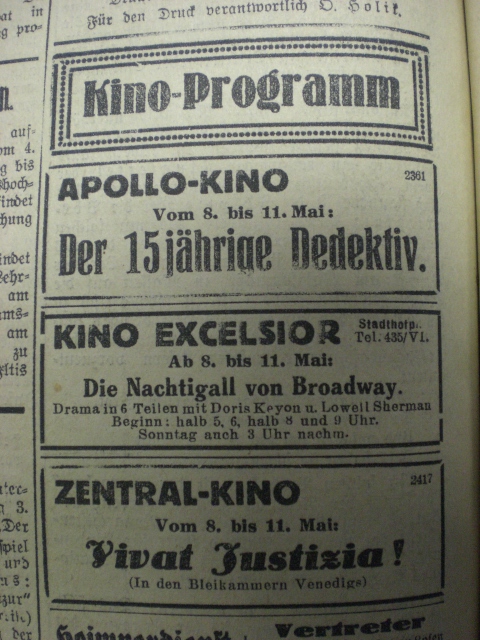 Für den Druck verantwortlich O. Holik.
Kino-Programm
APOLLO-KINO 2361
Vom 8. bis 11. Mai:
Der 15jährige Dedektiv.
KINO EXCELSIOR Stadthotp..
Tel. 435/VI.
Ab 8. bis 11. Mai:
Die Nachtigall von Broadway.
Drama in 6 Teilen mit Doris Keyon u. Lowell Sherman
Beginn: halb 5, 6, halb 8 und 9 Uhr.
Sonntag auch 3 Uhr nachm.
ZENTRAL-KINO 2417
Vom 8. bis 11. Mai:
Vivat Justizia!
(In den Bleikammern Venedigs)
Vertreter